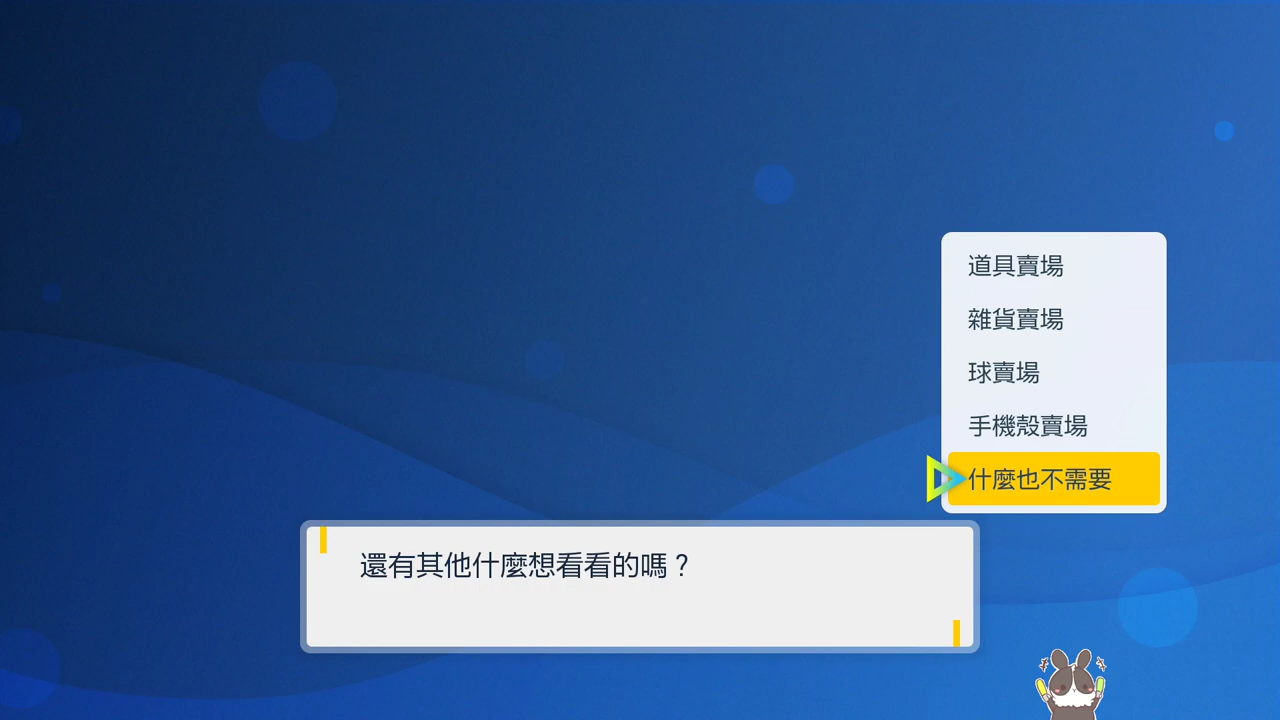 道具賣場
雜貨賣場
球賣場
手機殼賣場
什麼也不需要
還有其他什麼想看看的嗎？